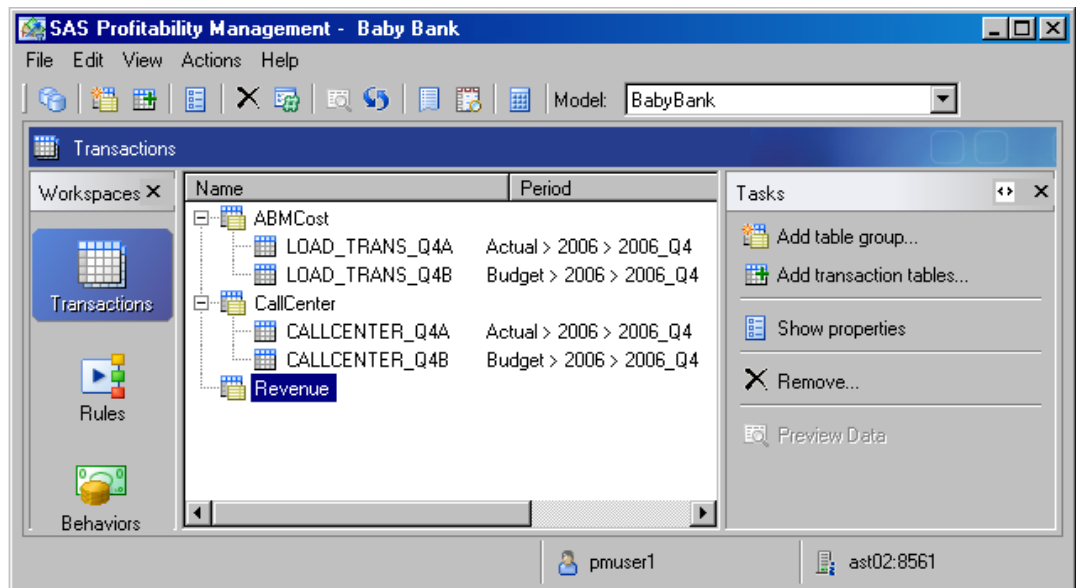 SAS Profitability Management - Baby Bank
File Edit View Actions Help
Model: BabyBank
Transactions
Workspaces
Transactions
Rules
Behaviors
Name Period
ABMCost
LOAD_TRANS_Q4A Actual > 2006 > 2006_Q4
LOAD_TRANS_Q4B Budget > 2006 > 2006_Q4
CallCenter
CALLCENTER_Q4A Actual > 2006 > 2006_Q4
CALLCENTER_Q4B Budget > 2006 > 2006_Q4
Revenue
Tasks
Add table group...
Add transaction tables...
Show properties
Remove...
Preview Data
pmuser1
ast02:8561